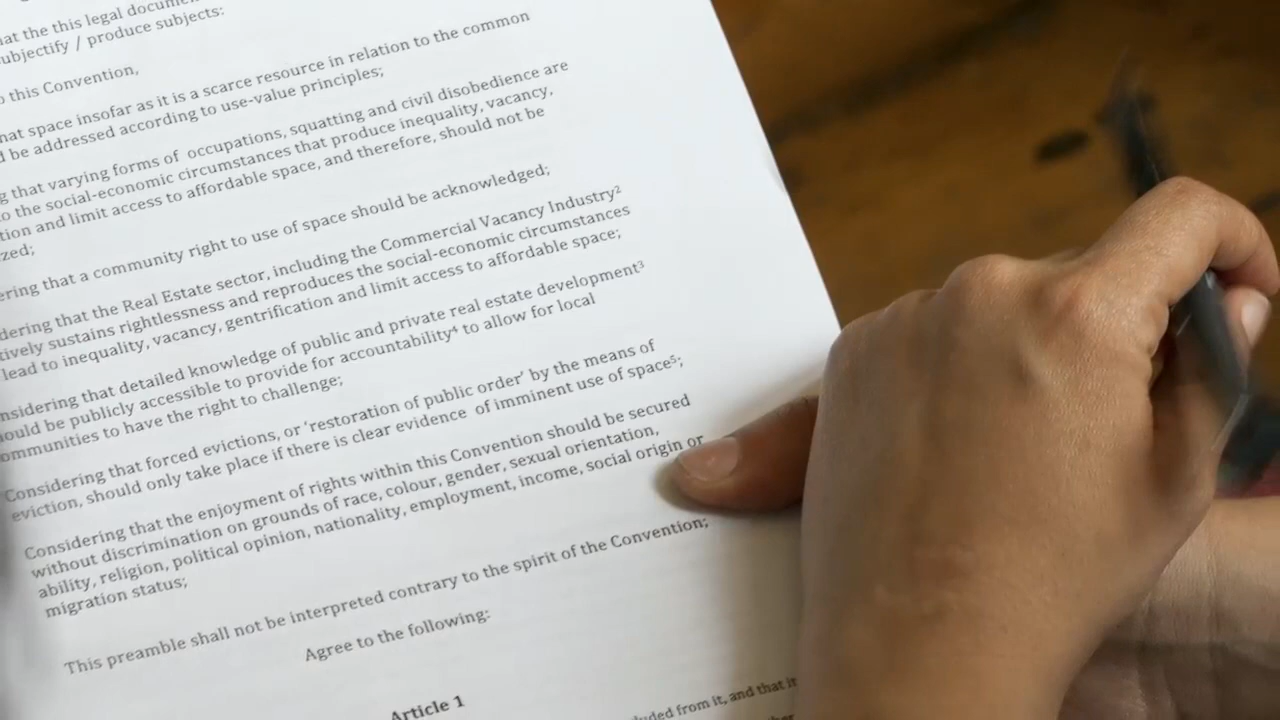 at the this legal docum
ubjectify / produce subjects:
o this Convention,
hat space insofar as it is a scarce resource in relation to the common
d be addressed according to use-value principles;
g that varying forms of occupations, squatting and civil disobedience are
o the social-economic circumstances that produce inequality, vacancy,
tion and limit access to affordable space, and therefore, should not be
zed;
ering that a community right to use of space should be acknowledged;
dering that the Real Estate sector, including the Commercial Vacancy Industry²
tively sustains rightlessness and reproduces the social-economic circumstances
lead to inequality, vacancy, gentrification and limit access to affordable space;
nsidering that detailed knowledge of public and private real estate development³
ould be publicly accessible to provide for accountability⁴ to allow for local
ommunities to have the right to challenge;
Considering that forced evictions, or ‘restoration of public order’ by the means of
eviction, should only take place if there is clear evidence of imminent use of space⁵;
Considering that the enjoyment of rights within this Convention should be secured
without discrimination on grounds of race, colour, gender, sexual orientation,
ability, religion, political opinion, nationality, employment, income, social origin or
migration status;
This preamble shall not be interpreted contrary to the spirit of the Convention;
Agree to the following:
Article 1
luded from it, and that it